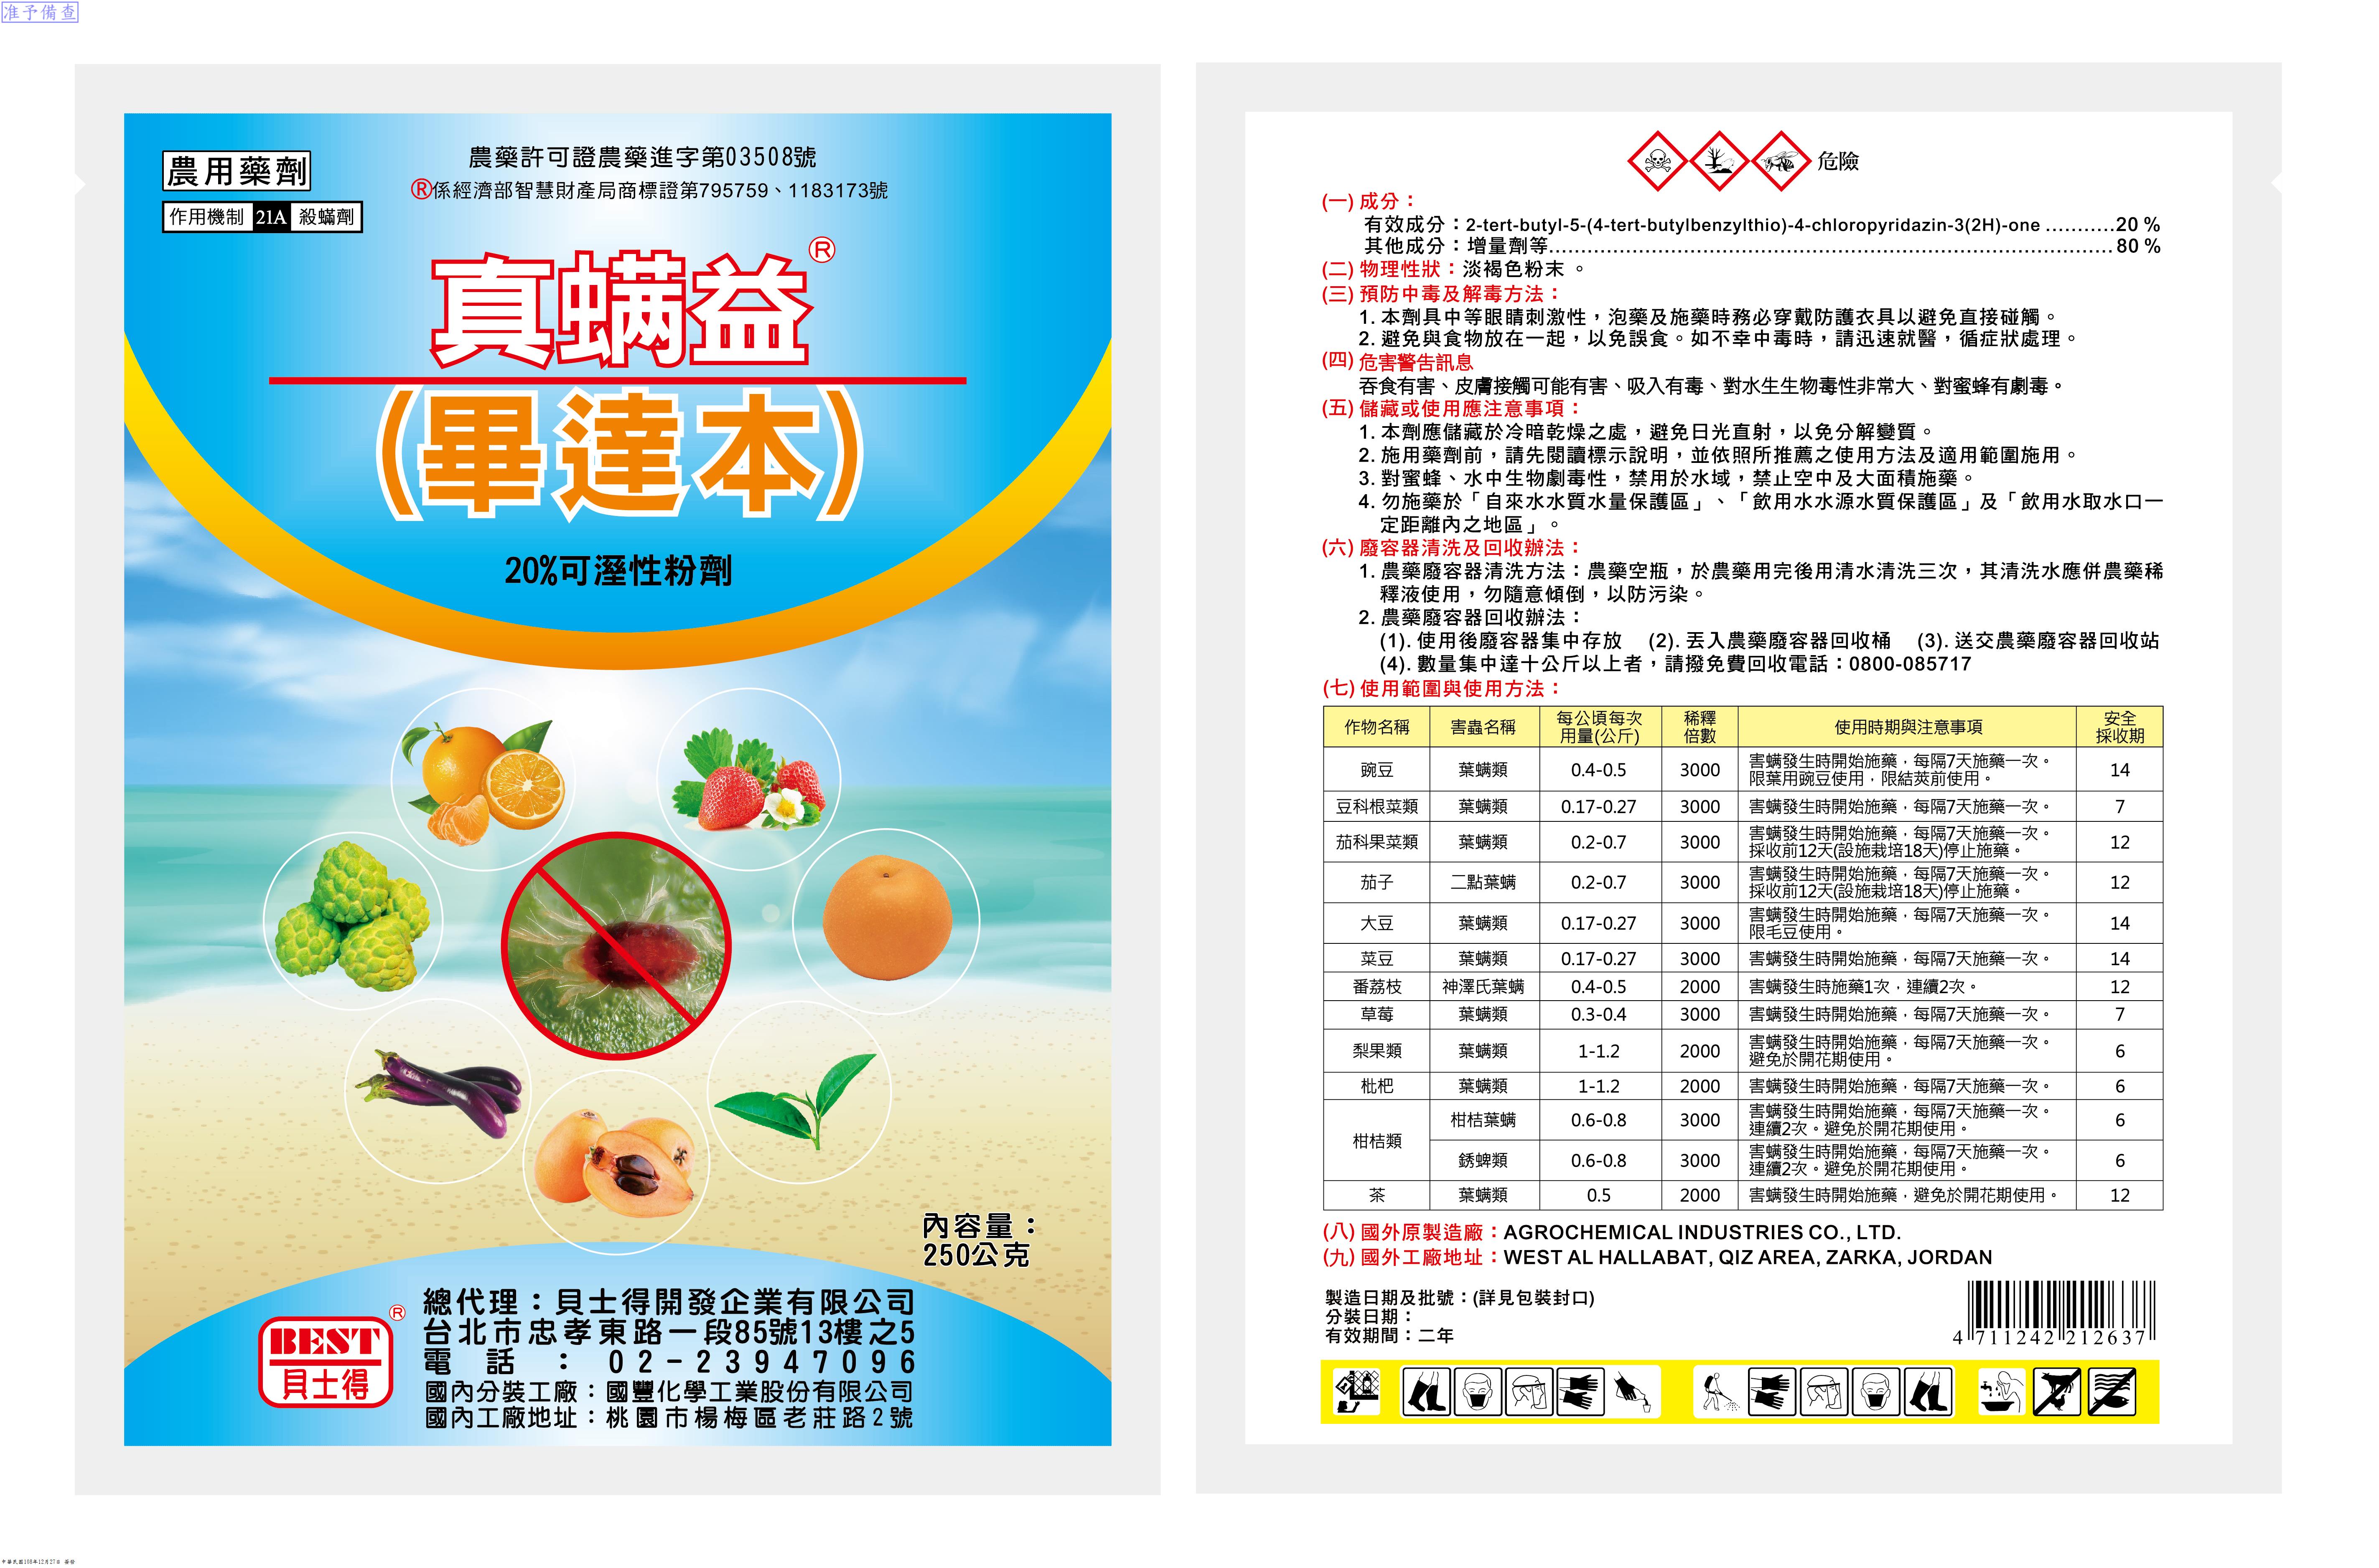 准予備查
農用藥劑
作用機制 21A 殺蟎劑
農藥許可證農藥進字第03508號
®係經濟部智慧財產局商標證第795759、1183173號
真蟎益®
(畢達本)
20%可溼性粉劑
內容量：
250公克
BEST®
貝士得
總代理：貝士得開發企業有限公司
台北市忠孝東路一段85號13樓之5
電話：02-23947096
國內分裝工廠：國豐化學工業股份有限公司
國內工廠地址：桃園市楊梅區老莊路2號
危險
(一) 成分：
有效成分：2-tert-butyl-5-(4-tert-butylbenzylthio)-4-chloropyridazin-3(2H)-one ...........20 %
其他成分：增量劑等...........80 %
(二) 物理性狀：淡褐色粉末。
(三) 預防中毒及解毒方法：
1. 本劑具中等眼睛刺激性，泡藥及施藥時務必穿戴防護衣具以避免直接碰觸。
2. 避免與食物放在一起，以免誤食。如不幸中毒時，請迅速就醫，循症狀處理。
(四) 危害警告訊息
吞食有害、皮膚接觸可能有害、吸入有毒、對水生生物毒性非常大、對蜜蜂有劇毒。
(五) 儲藏或使用應注意事項：
1. 本劑應儲藏於冷暗乾燥之處，避免日光直射，以免分解變質。
2. 施用藥劑前，請先閱讀標示說明，並依照所推薦之使用方法及適用範圍施用。
3. 對蜜蜂、水中生物劇毒性，禁用於水域，禁止空中及大面積施藥。
4. 勿施藥於「自來水水質水量保護區」、「飲用水水源水質保護區」及「飲用水取水口一
定距離內之地區」。
(六) 廢容器清洗及回收辦法：
1. 農藥廢容器清洗方法：農藥空瓶，於農藥用完後用清水清洗三次，其清洗水應併農藥稀
釋液使用，勿隨意傾倒，以防污染。
2. 農藥廢容器回收辦法：
(1). 使用後廢容器集中存放 (2). 丟入農藥廢容器回收桶 (3). 送交農藥廢容器回收站
(4). 數量集中達十公斤以上者，請撥免費回收電話：0800-085717
(七) 使用範圍與使用方法：
作物名稱 害蟲名稱 每公頃每次用量(公斤) 稀釋倍數 使用時期與注意事項 安全採收期
豌豆 葉蟎類 0.4-0.5 3000 害蟎發生時開始施藥，每隔7天施藥一次。 14
限葉用豌豆使用，限結莢前使用。
豆科根菜類 葉蟎類 0.17-0.27 3000 害蟎發生時開始施藥，每隔7天施藥一次。 7
茄科果菜類 葉蟎類 0.2-0.7 3000 害蟎發生時開始施藥，每隔7天施藥一次。 12
採收前12天(設施栽培18天)停止施藥。
茄子 二點葉蟎 0.2-0.7 3000 害蟎發生時開始施藥，每隔7天施藥一次。 12
採收前12天(設施栽培18天)停止施藥。
大豆 葉蟎類 0.17-0.27 3000 害蟎發生時開始施藥，每隔7天施藥一次。 14
限毛豆使用。
菜豆 葉蟎類 0.17-0.27 3000 害蟎發生時開始施藥，每隔7天施藥一次。 14
番荔枝 神澤氏葉蟎 0.4-0.5 2000 害蟎發生時施藥1次，連續2次。 12
草莓 葉蟎類 0.3-0.4 3000 害蟎發生時開始施藥，每隔7天施藥一次。 7
梨果類 葉蟎類 1-1.2 2000 害蟎發生時開始施藥，每隔7天施藥一次。 6
避免於開花期使用。
枇杷 葉蟎類 1-1.2 2000 害蟎發生時開始施藥，每隔7天施藥一次。 6
柑桔類 柑桔葉蟎 0.6-0.8 3000 害蟎發生時開始施藥，每隔7天施藥一次。 6
連續2次。避免於開花期使用。
銹蜱類 0.6-0.8 3000 害蟎發生時開始施藥，每隔7天施藥一次。 6
連續2次。避免於開花期使用。
茶 葉蟎類 0.5 2000 害蟎發生時開始施藥，避免於開花期使用。 12
(八) 國外原製造廠：AGROCHEMICAL INDUSTRIES CO., LTD.
(九) 國外工廠地址：WEST AL HALLABAT, QIZ AREA, ZARKA, JORDAN
製造日期及批號：(詳見包裝封口)
分裝日期：
有效期間：二年
4 711242 212637
中華民國108年12月27日